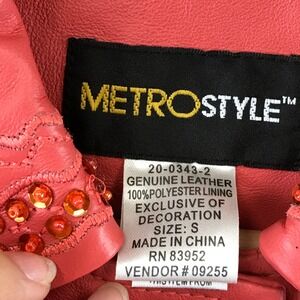 METROSTYLE™
20-0343-2
GENUINE LEATHER
100%POLYESTER LINING
EXCLUSIVE OF
DECORATION
SIZE: S
MADE IN CHINA
RN 83952
VENDOR #09255